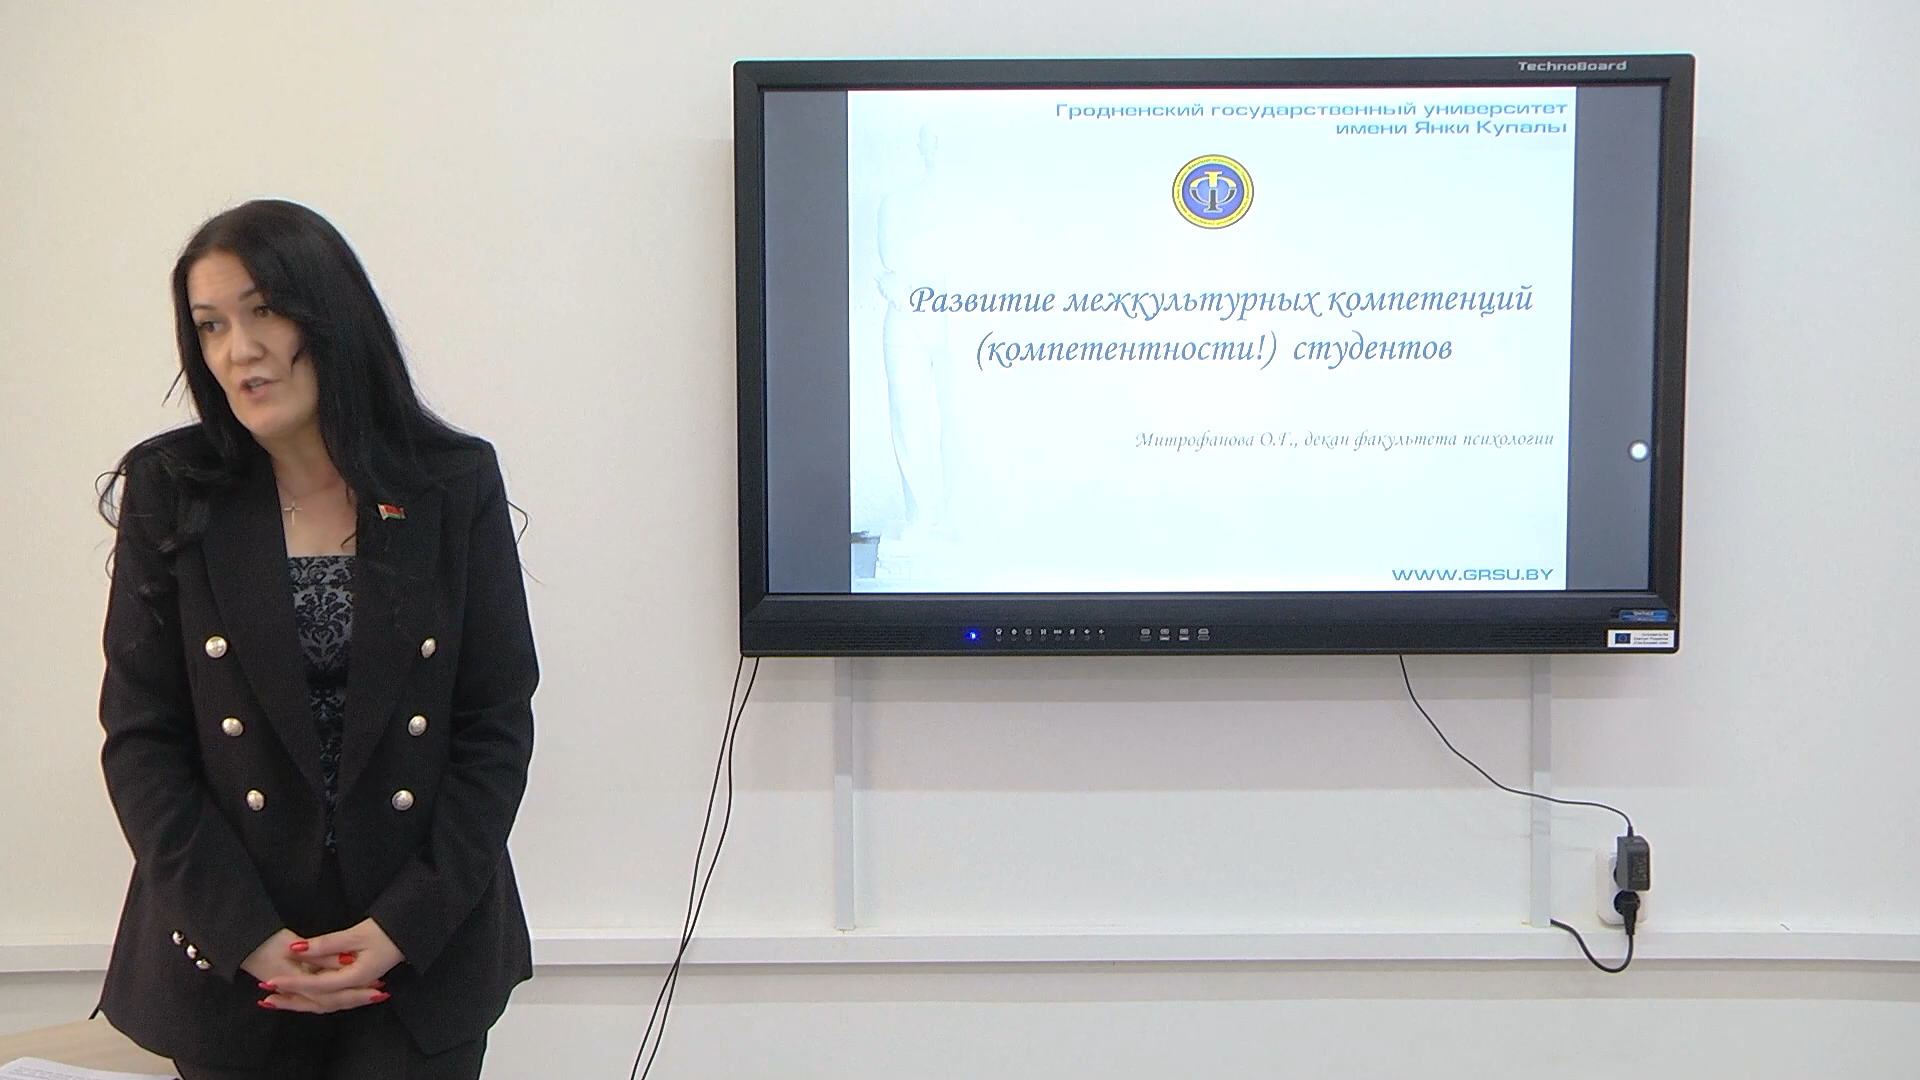 TechnoBoard
Гродненский государственный университет
имени Янки Купалы
Развитие межкультурных компетенций
(компетентности!) студентов
Митрофанова О.Г., декан факультета психологии
WWW.GRSU.BY